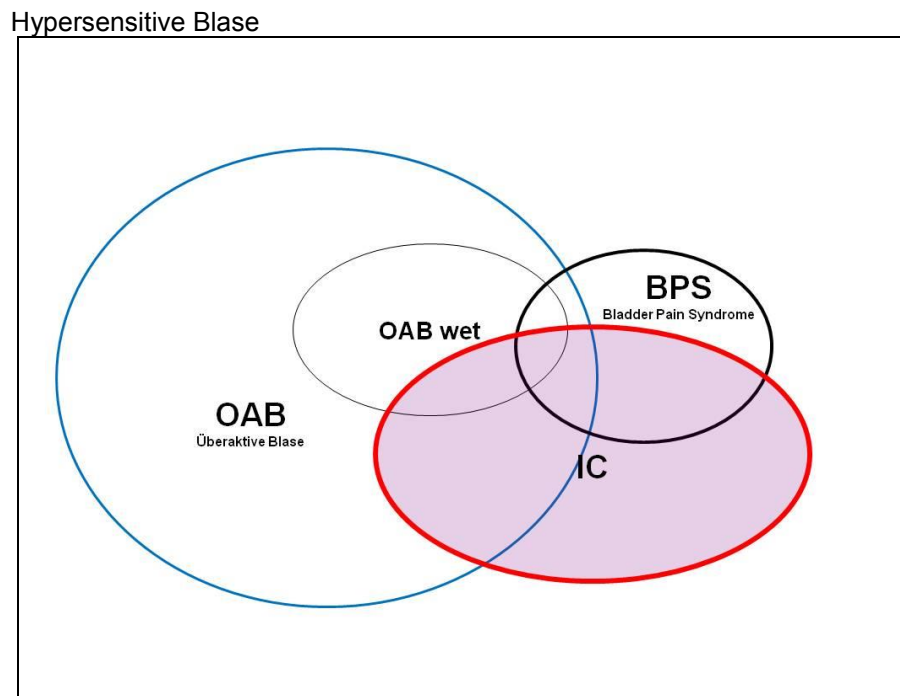 Hypersensitive Blase
BPS
Bladder Pain Syndrome
OAB wet
OAB
Überaktive Blase
IC